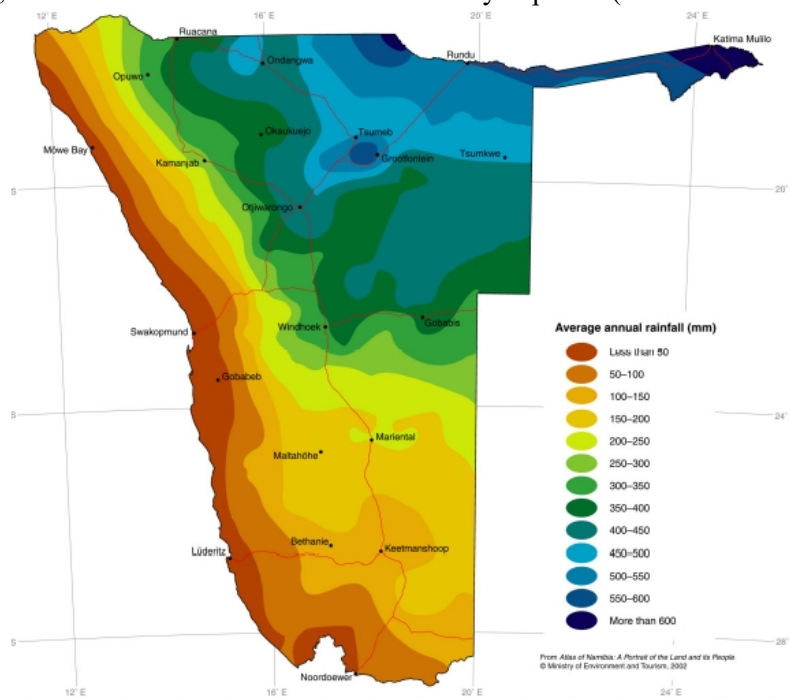 12° E
16° E
20° E
24° E
Ruacana
Katima Mulilo
Rundu
Ondangwa
Opuwo
Okaukuejo
Tsumeb
Möwe Bay
Grootfontein
Tsumkwe
Kamanjab
S
20°
Otjiwarongo
Swakopmund
Windhoek
Gobabis
Average annual rainfall (mm)
Less than 50
50–100
Gobabeb
100–150
150–200
S
24°
200–250
Mariental
Maltahöhe
250–300
300–350
350–400
400–450
Bethanie
Keetmanshoop
Lüderitz
450–500
500–550
550–600
More than 600
S
28°
From Atlas of Namibia: A Portrait of the Land and its People
© Ministry of Environment and Tourism, 2002
Noordoewer
12° E
16° E
20° E
24° E